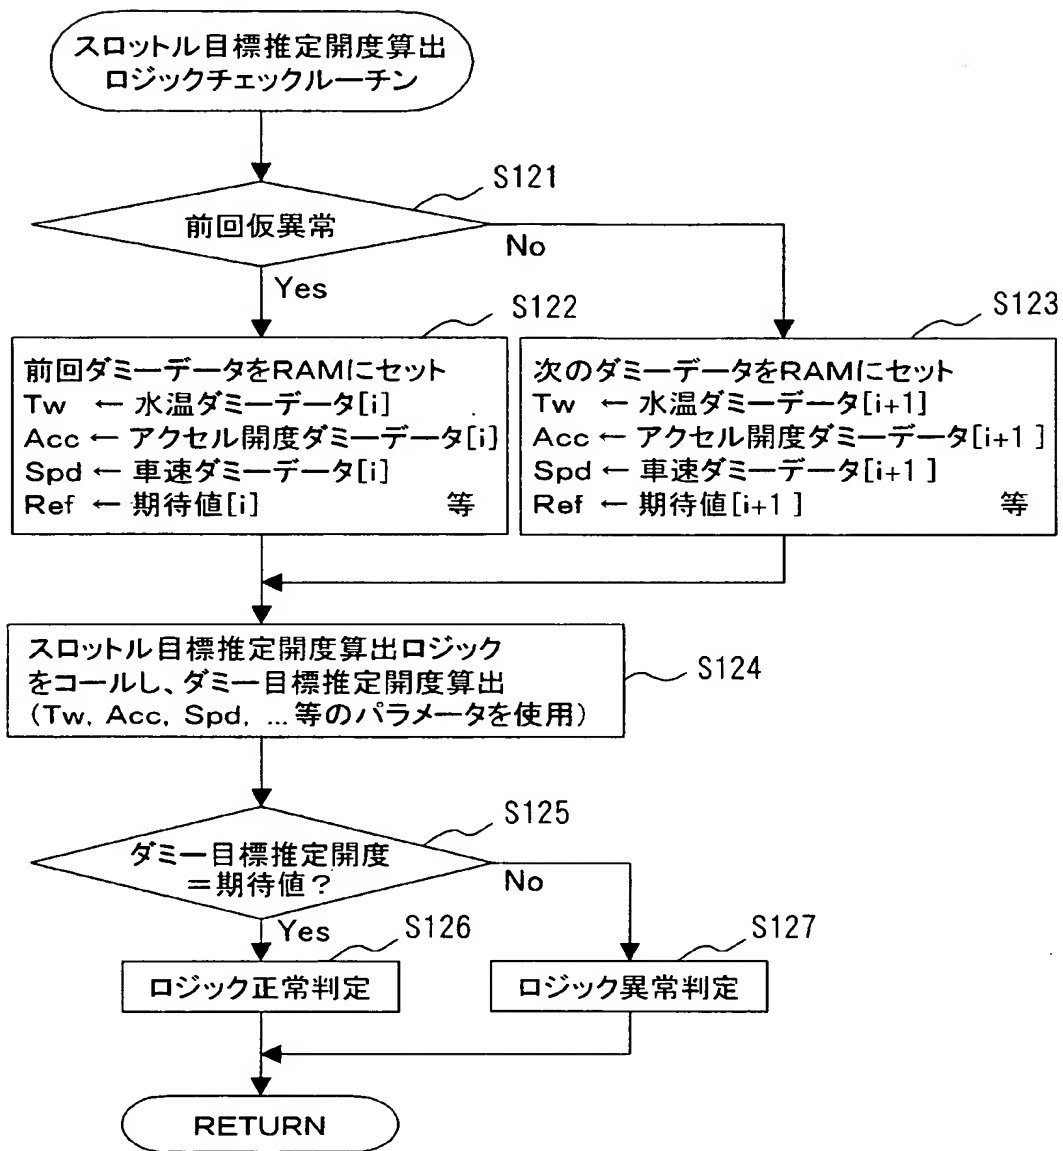 スロットル目標推定開度算出
ロジックチェックルーチン
S121
前回仮異常
No
Yes
S122
前回ダミーデータをRAMにセット
Tw ← 水温ダミーデータ[i]
Acc ← アクセル開度ダミーデータ[i]
Spd ← 車速ダミーデータ[i]
Ref ← 期待値[i] 等
S123
次のダミーデータをRAMにセット
Tw ← 水温ダミーデータ[i+1]
Acc ← アクセル開度ダミーデータ[i+1]
Spd ← 車速ダミーデータ[i+1]
Ref ← 期待値[i+1] 等
スロットル目標推定開度算出ロジック
をコールし、ダミー目標推定開度算出
(Tw, Acc, Spd, ...等のパラメータを使用)
S124
S125
ダミー目標推定開度
=期待値?
No
Yes
S126
ロジック正常判定
S127
ロジック異常判定
RETURN